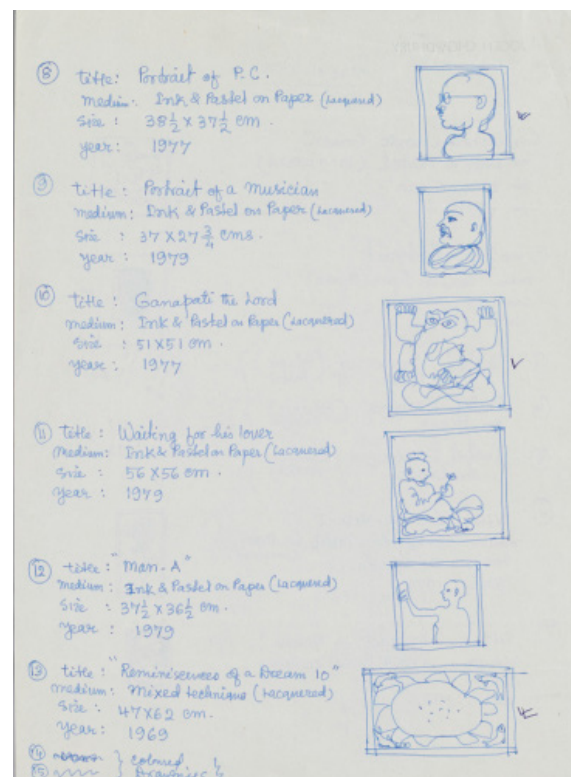 ⑧ title: Portrait of P.C.
medium: Ink & Pastel on Paper (Lacquered)
Size : 38½ x 37½ cm.
year: 1977
⑨ title: Portrait of a Musician
medium: Ink & Pastel on Paper (Lacquered)
Size : 37 x 27¾ cms.
year : 1979
⑩ title: Ganapati the Lord
medium: Ink & Pastel on Paper (Lacquered)
Size : 51 x 51 cm.
year : 1977
⑪ title: Waiting for his lover
Medium: Ink & Pastel on Paper (Lacquered)
Size : 56 x 56 cm.
year : 1979
⑫ title: "Man-A"
medium: Ink & Pastel on Paper (Lacquered)
Size : 37½ x 36½ cm.
year : 1979
⑬ title: "Reminiscences of a Dream 10"
medium: Mixed technique (Lacquered)
Size : 47 x 62 cm.
Year: 1969
⑭ } coloured
⑮